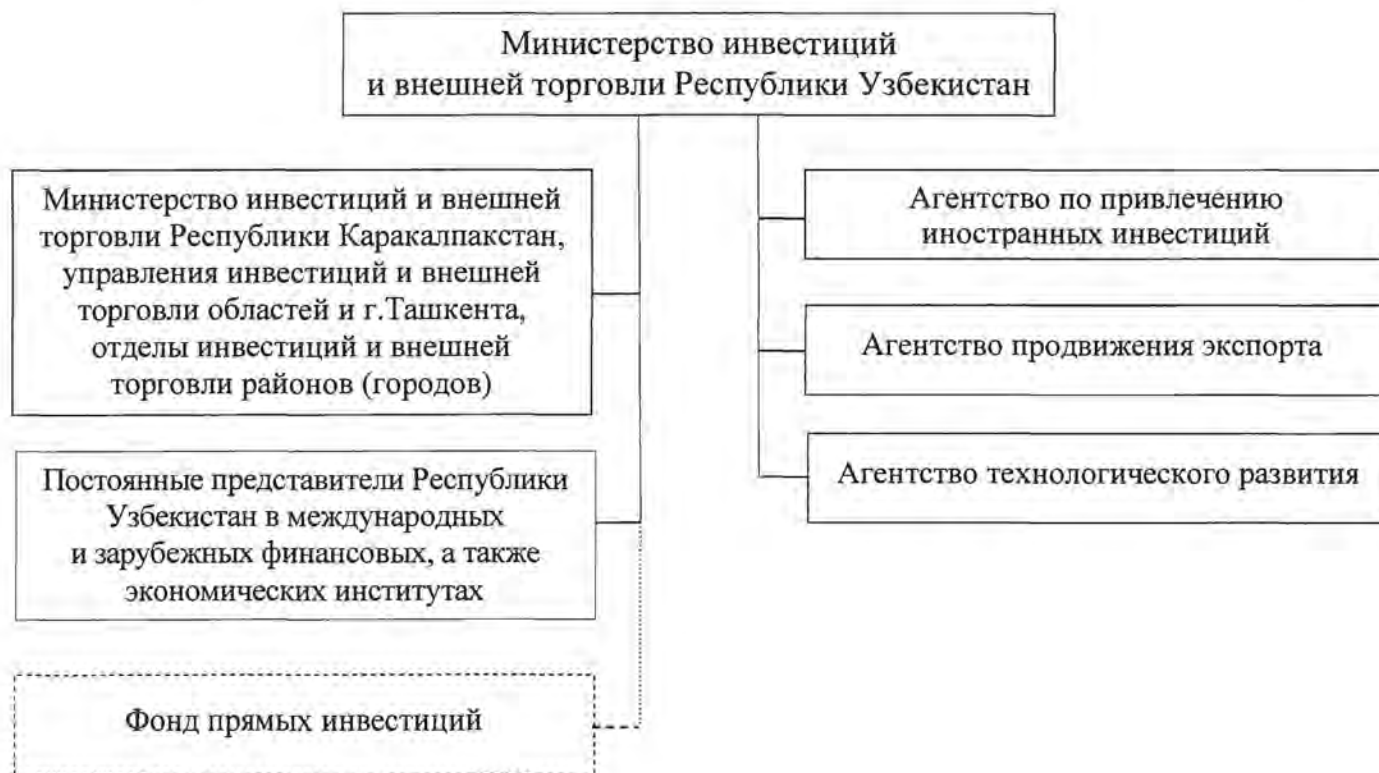 Министерство инвестиций
и внешней торговли Республики Узбекистан
Министерство инвестиций и внешней
торговли Республики Каракалпакстан,
управления инвестиций и внешней
торговли областей и г.Ташкента,
отделы инвестиций и внешней
торговли районов (городов)
Постоянные представители Республики
Узбекистан в международных
и зарубежных финансовых, а также
экономических институтах
Фонд прямых инвестиций
Агентство по привлечению
иностранных инвестиций
Агентство продвижения экспорта
Агентство технологического развития